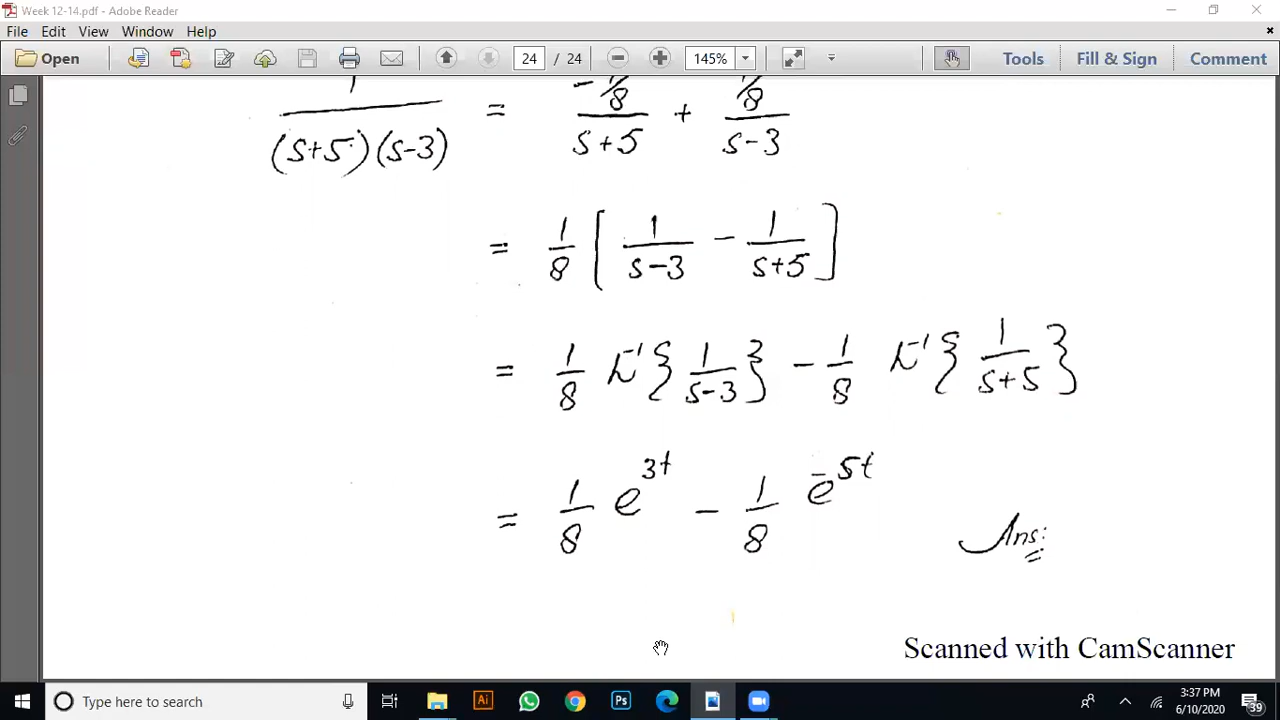 Week 12-14.pdf - Adobe Reader
File Edit View Window Help
Open 24 / 24 145% Tools Fill & Sign Comment
1/((s+5)(s-3)) = (-1/8)/(s+5) + (1/8)/(s-3)
= 1/8 [ 1/(s-3) - 1/(s+5) ]
= 1/8 L⁻¹{ 1/(s-3) } - 1/8 L⁻¹{ 1/(s+5) }
= 1/8 e^{3t} - 1/8 e^{-5t} Ans:
Scanned with CamScanner
Type here to search
3:37 PM
6/10/2020
39